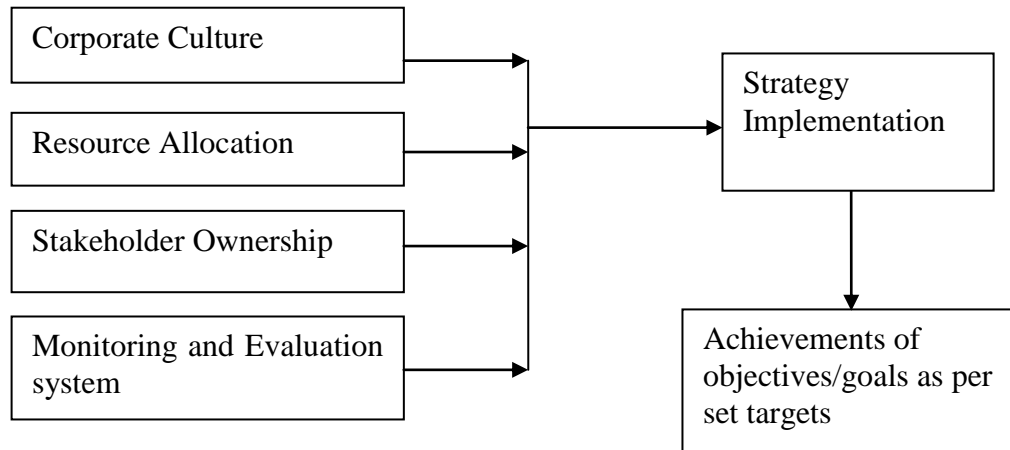 Corporate Culture
Resource Allocation
Stakeholder Ownership
Monitoring and Evaluation
system
Strategy
Implementation
Achievements of
objectives/goals as per
set targets